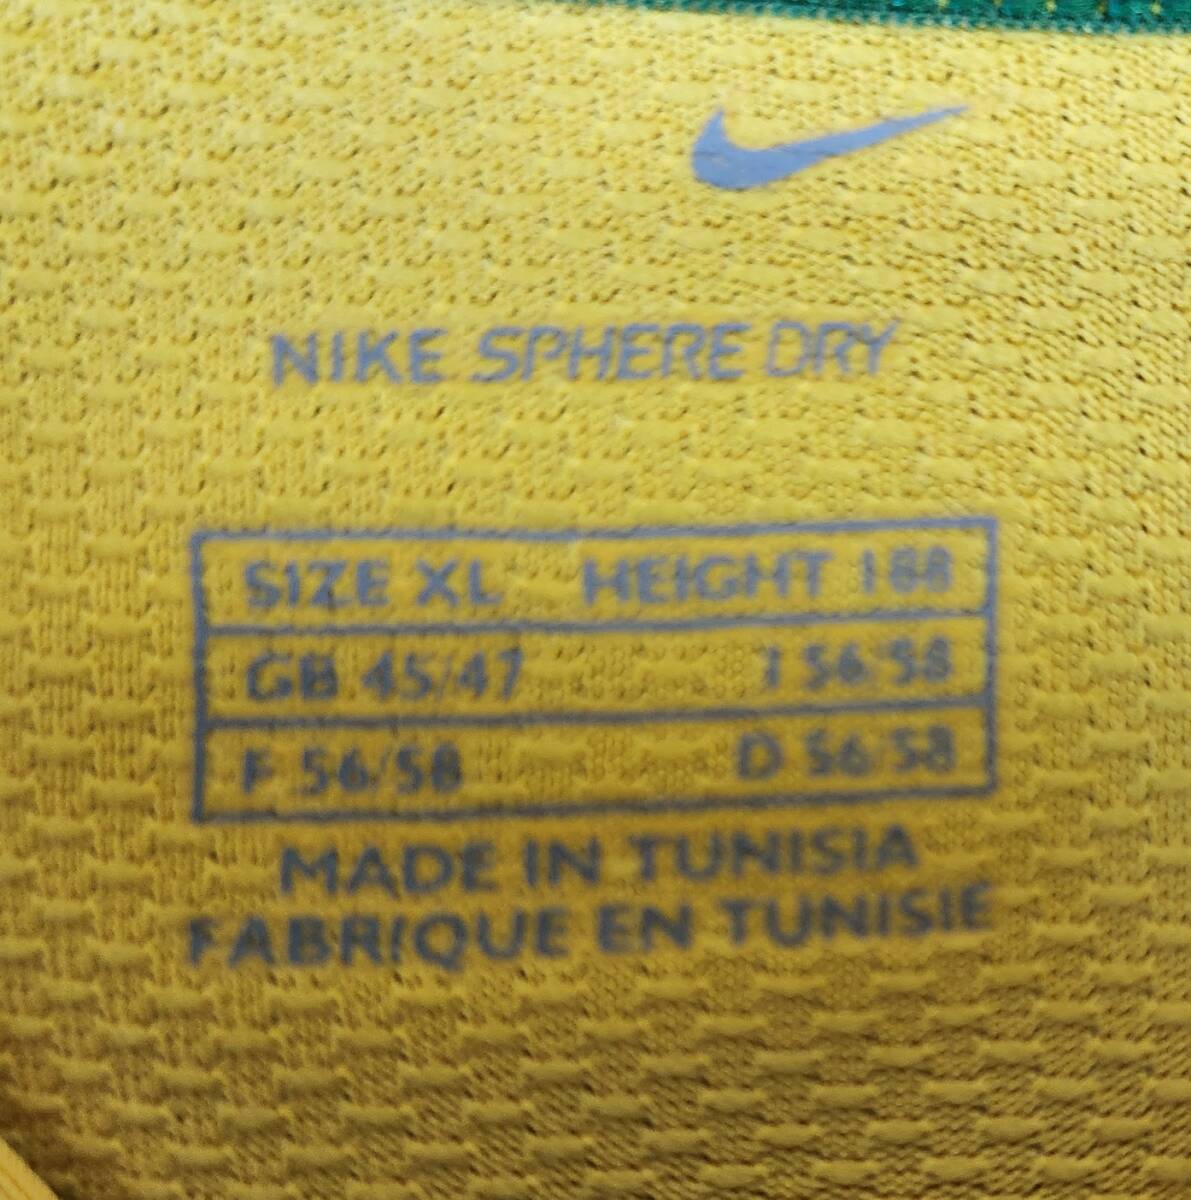 NIKE SPHERE DRY
SIZE XL HEIGHT 188
GB 45/47 I 56/58
F 56/58 D 56/58
MADE IN TUNISIA
FABRIQUE EN TUNISIE